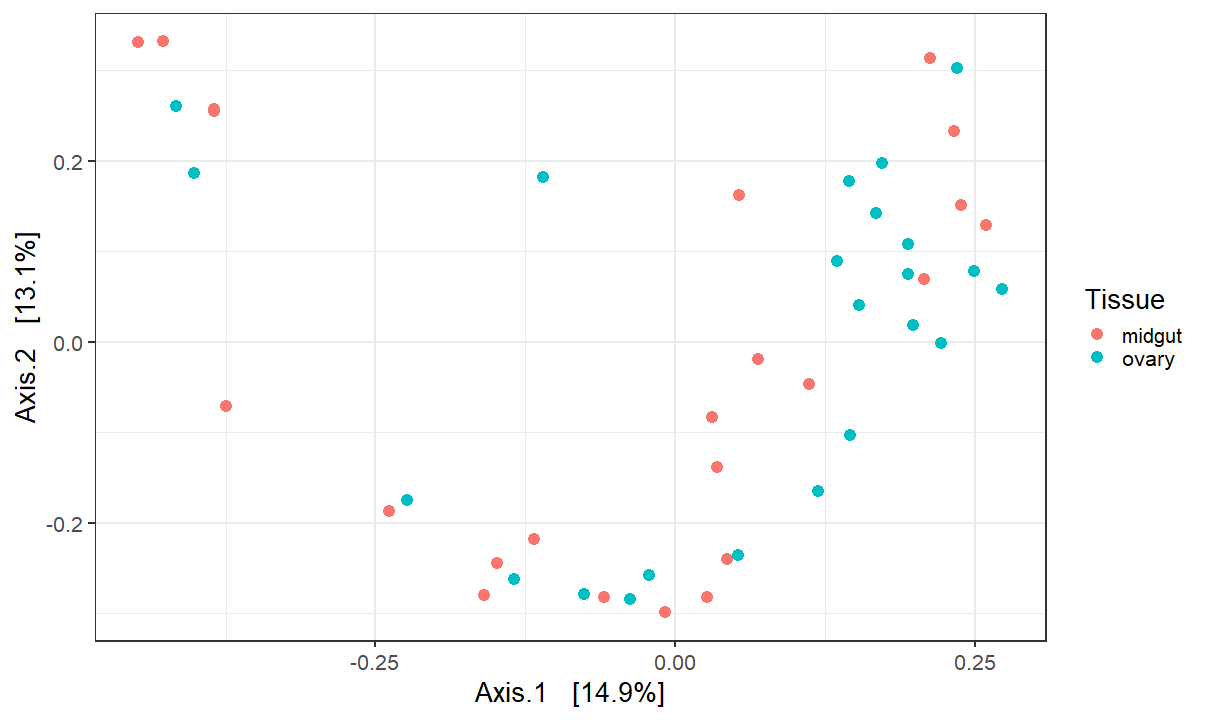 0.2
0.0
-0.2
Axis.2 [13.1%]
-0.25
0.00
0.25
Axis.1 [14.9%]
Tissue
midgut
ovary